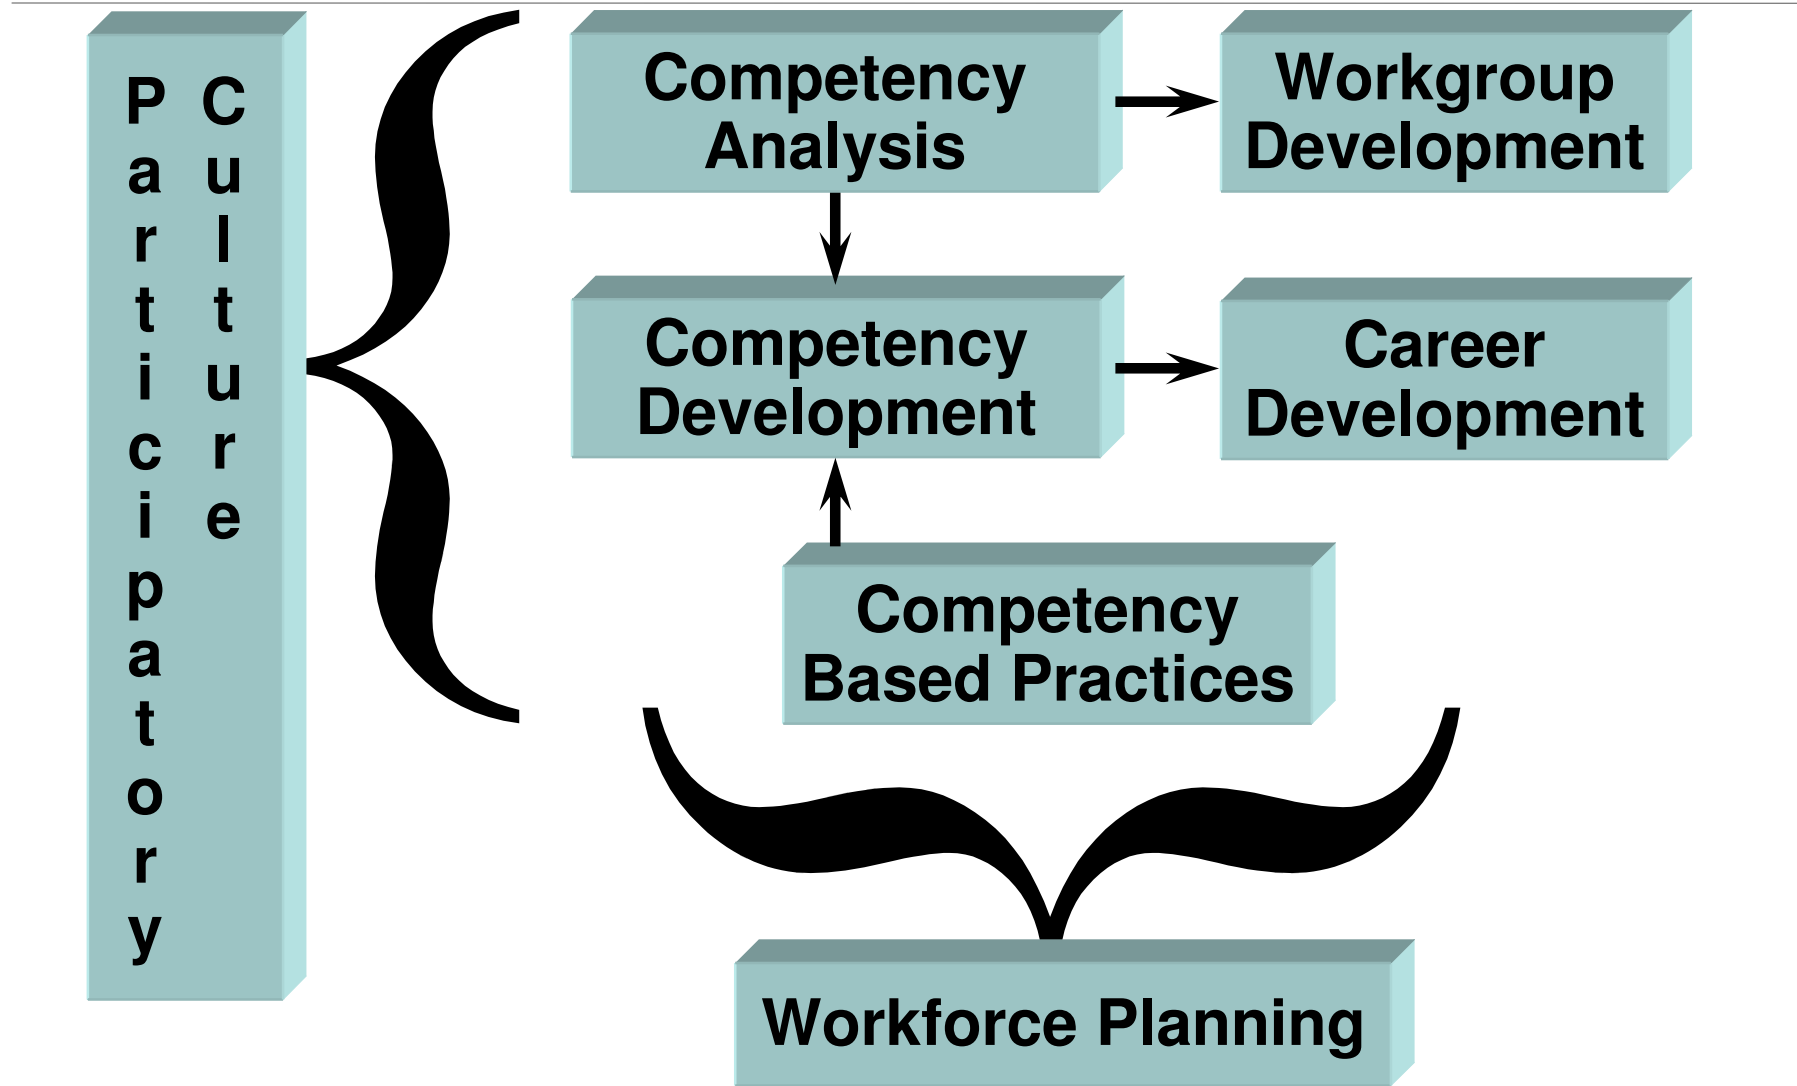 Participatory
Culture
Competency
Analysis
Workgroup
Development
Competency
Development
Career
Development
Competency
Based Practices
Workforce Planning